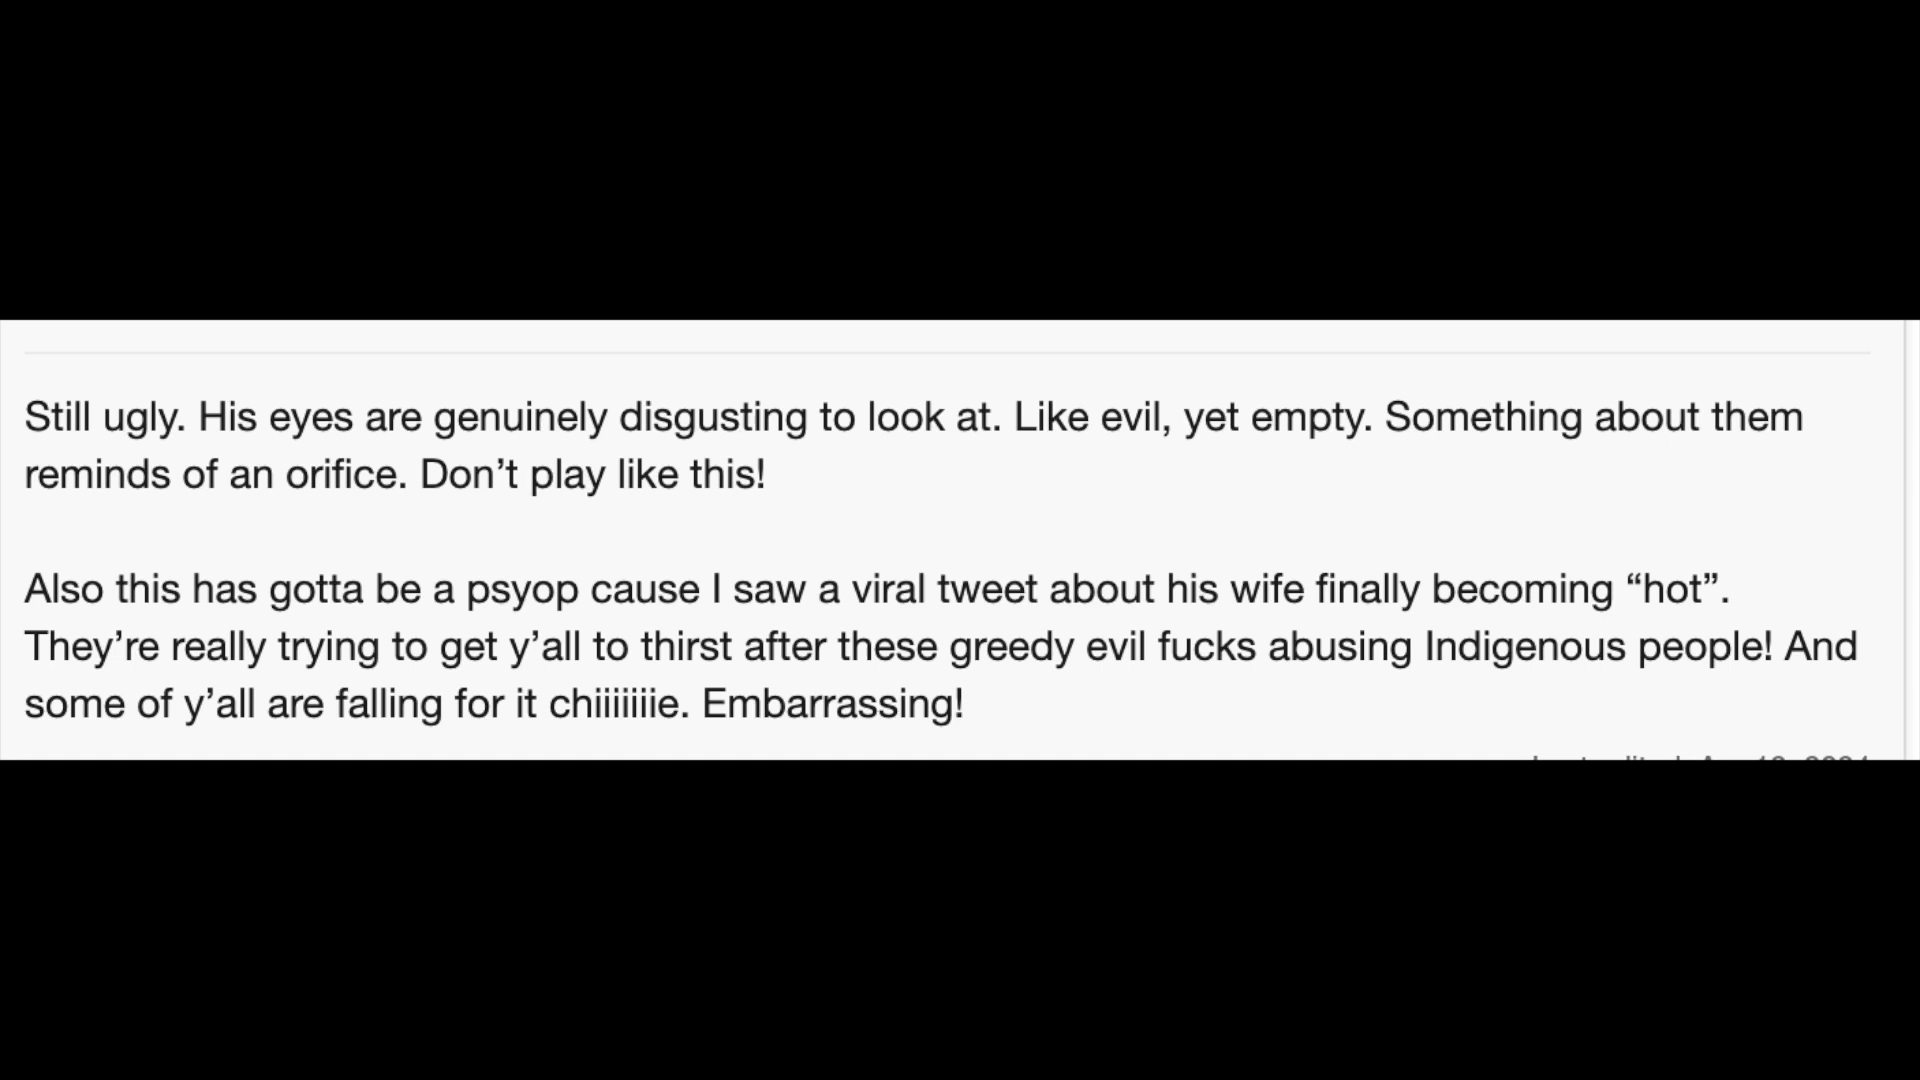 Still ugly. His eyes are genuinely disgusting to look at. Like evil, yet empty. Something about them
reminds of an orifice. Don’t play like this!
Also this has gotta be a psyop cause I saw a viral tweet about his wife finally becoming “hot”.
They’re really trying to get y’all to thirst after these greedy evil fucks abusing Indigenous people! And
some of y’all are falling for it chiiiiiiie. Embarrassing!